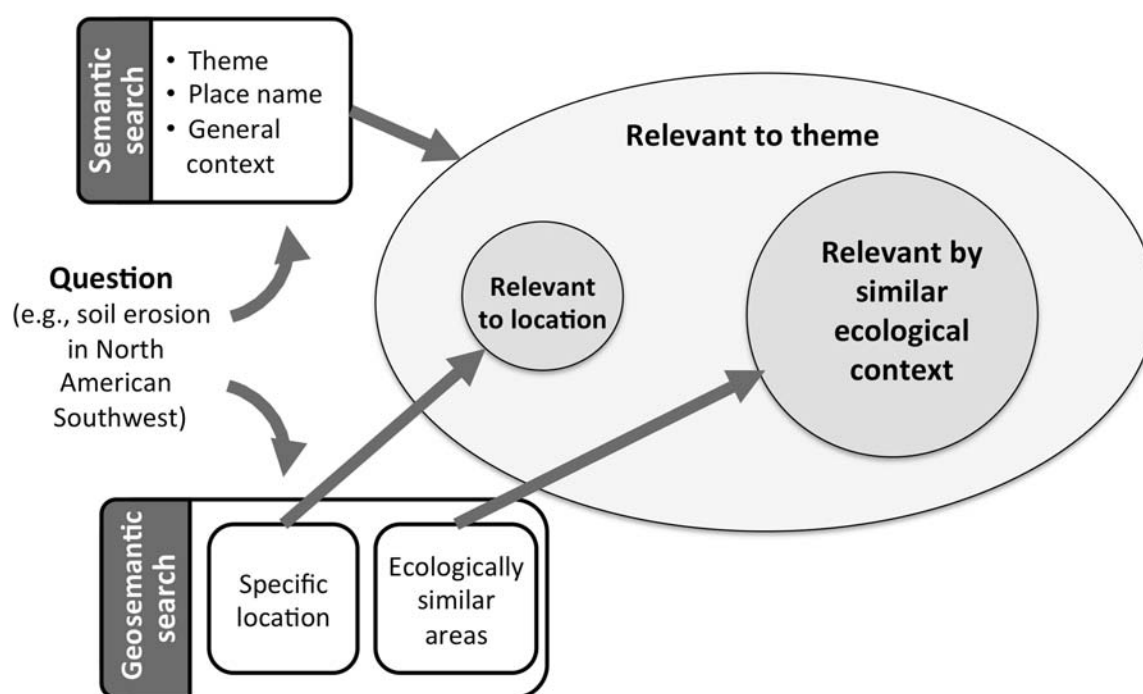 Semantic
search
• Theme
• Place name
• General
context
Question
(e.g., soil erosion
in North
American
Southwest)
Relevant to theme
Relevant
to location
Relevant by
similar
ecological
context
Geosemantic
search
Specific
location
Ecologically
similar
areas